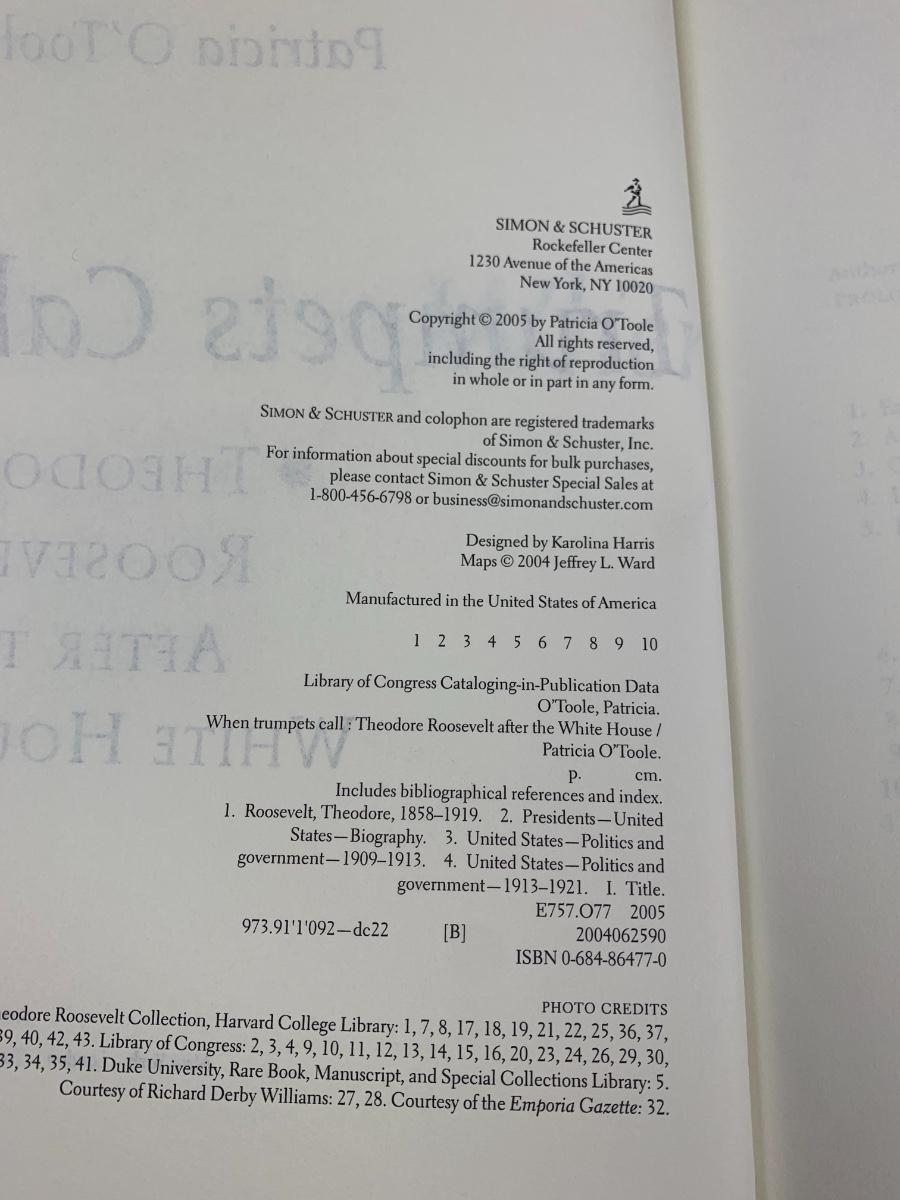 SIMON & SCHUSTER
Rockefeller Center
1230 Avenue of the Americas
New York, NY 10020
Copyright © 2005 by Patricia O'Toole
All rights reserved,
including the right of reproduction
in whole or in part in any form.
SIMON & SCHUSTER and colophon are registered trademarks
of Simon & Schuster, Inc.
For information about special discounts for bulk purchases,
please contact Simon & Schuster Special Sales at
1-800-456-6798 or business@simonandschuster.com
Designed by Karolina Harris
Maps © 2004 Jeffrey L. Ward
Manufactured in the United States of America
1 2 3 4 5 6 7 8 9 10
Library of Congress Cataloging-in-Publication Data
O'Toole, Patricia.
When trumpets call : Theodore Roosevelt after the White House /
Patricia O'Toole.
p. cm.
Includes bibliographical references and index.
1. Roosevelt, Theodore, 1858–1919. 2. Presidents—United
States—Biography. 3. United States—Politics and
government—1909–1913. 4. United States—Politics and
government—1913–1921. I. Title.
E757.O77 2005
973.91'1'092—dc22 [B] 2004062590
ISBN 0-684-86477-0
PHOTO CREDITS
eodore Roosevelt Collection, Harvard College Library: 1, 7, 8, 17, 18, 19, 21, 22, 25, 36, 37,
39, 40, 42, 43. Library of Congress: 2, 3, 4, 9, 10, 11, 12, 13, 14, 15, 16, 20, 23, 24, 26, 29, 30,
33, 34, 35, 41. Duke University, Rare Book, Manuscript, and Special Collections Library: 5.
Courtesy of Richard Derby Williams: 27, 28. Courtesy of the Emporia Gazette: 32.